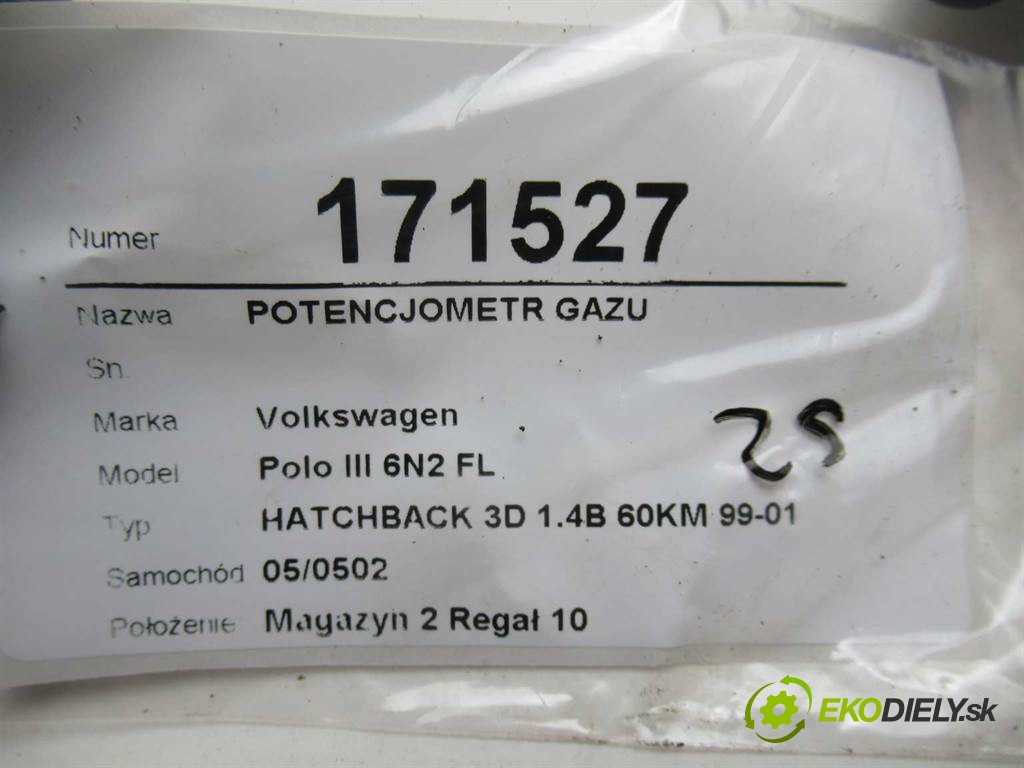 Numer 171527
Nazwa POTENCJOMETR GAZU
Sn.
Marka Volkswagen
Model Polo III 6N2 FL
Typ HATCHBACK 3D 1.4B 60KM 99-01
Samochód 05/0502
Położenie Magazyn 2 Regał 10
EKODIELY.sk